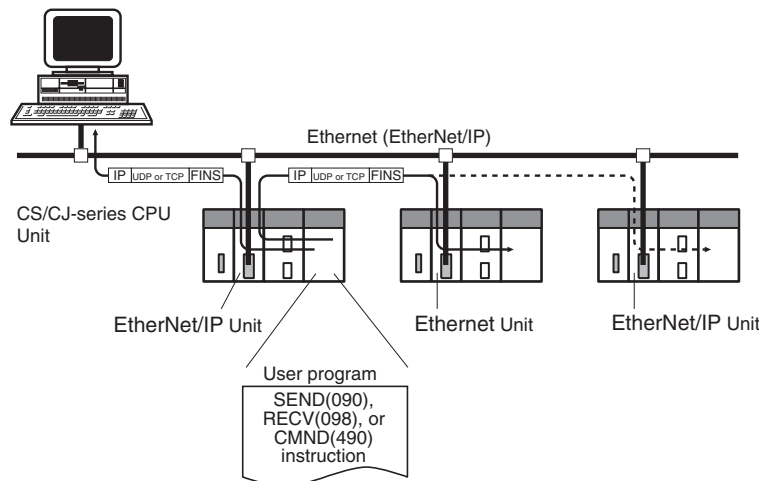 Ethernet (EtherNet/IP)
IP UDP or TCP FINS
IP UDP or TCP FINS
CS/CJ-series CPU
Unit
EtherNet/IP Unit
Ethernet Unit
EtherNet/IP Unit
User program
SEND(090),
RECV(098), or
CMND(490)
instruction